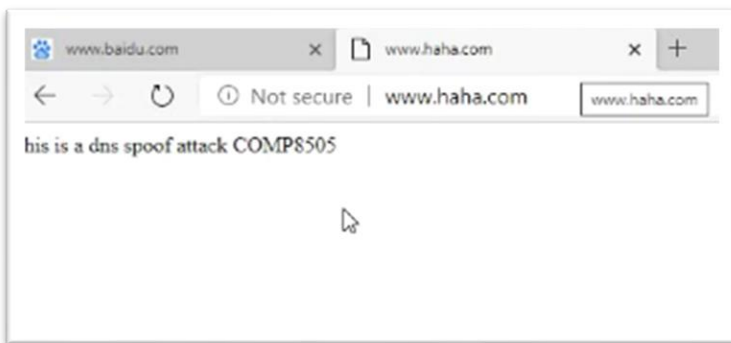 www.baidu.com www.haha.com
Not secure | www.haha.com www.haha.com
his is a dns spoof attack COMP8505